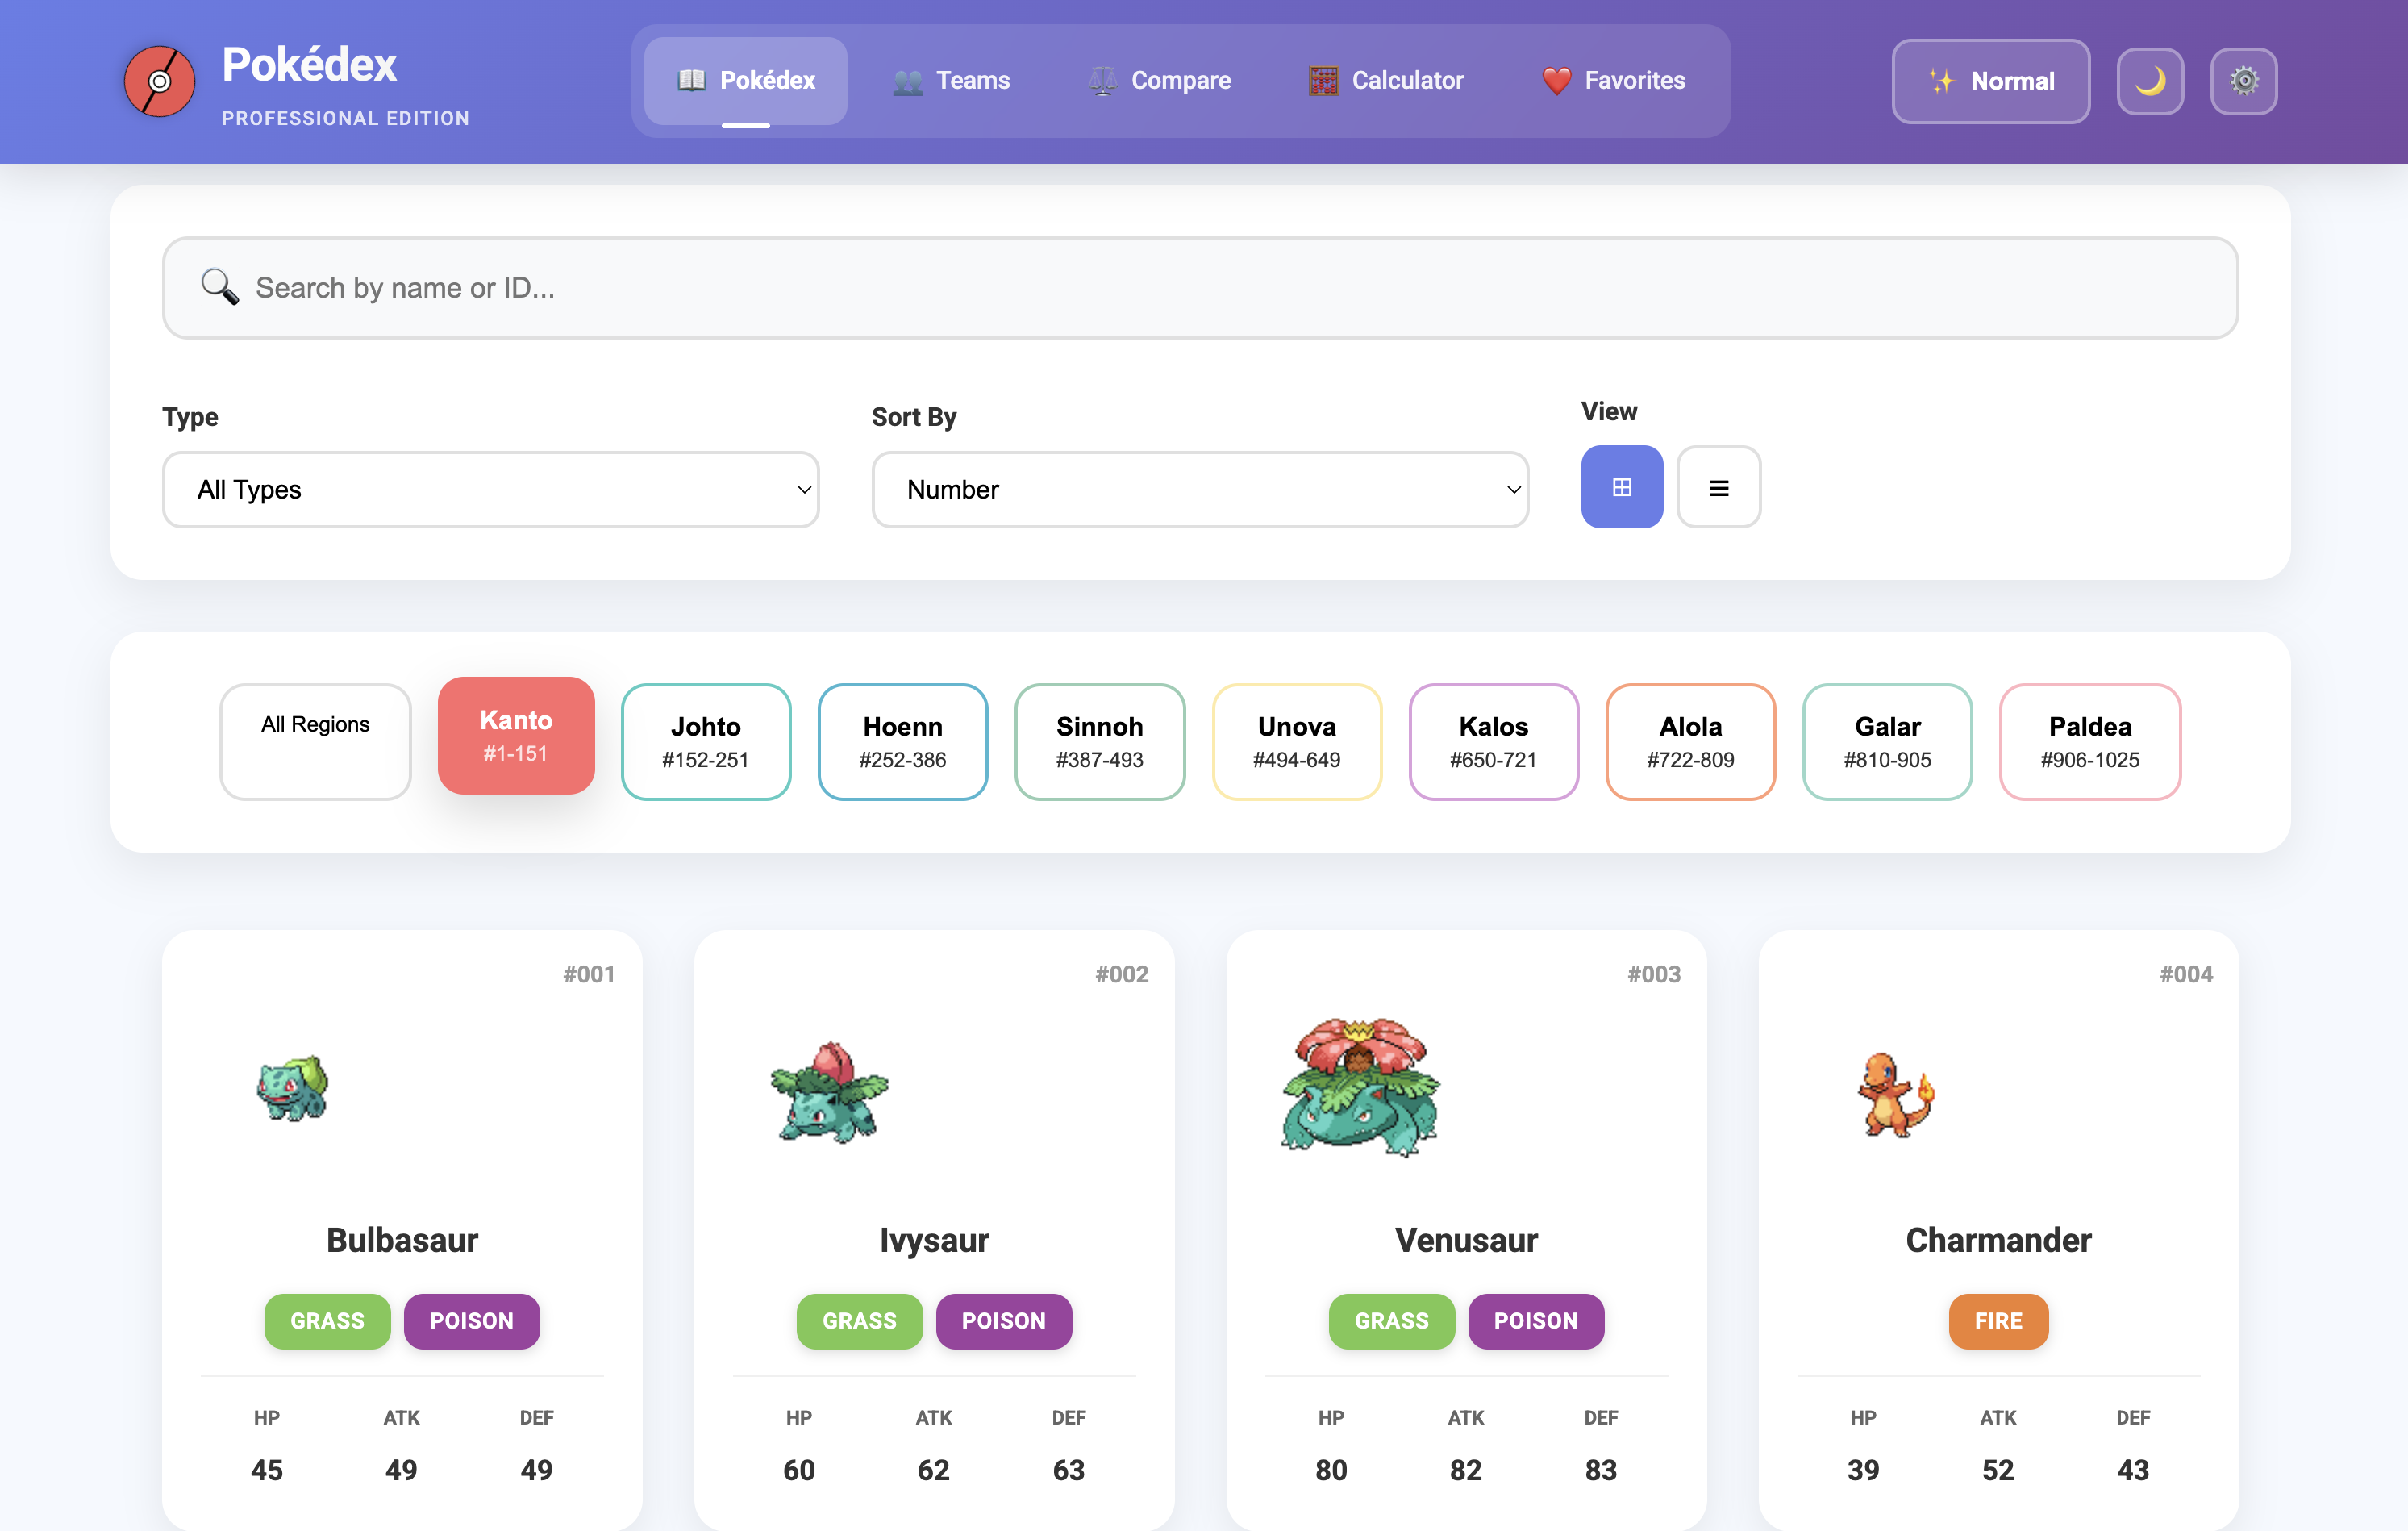 Pokédex
PROFESSIONAL EDITION
Pokédex
Teams
Compare
Calculator
Favorites
Normal
Search by name or ID...
Type
Sort By
View
All Types
Number
All Regions
Kanto
#1-151
Johto
#152-251
Hoenn
#252-386
Sinnoh
#387-493
Unova
#494-649
Kalos
#650-721
Alola
#722-809
Galar
#810-905
Paldea
#906-1025
#001
Bulbasaur
GRASS POISON
HP ATK DEF
45 49 49
#002
Ivysaur
GRASS POISON
HP ATK DEF
60 62 63
#003
Venusaur
GRASS POISON
HP ATK DEF
80 82 83
#004
Charmander
FIRE
HP ATK DEF
39 52 43